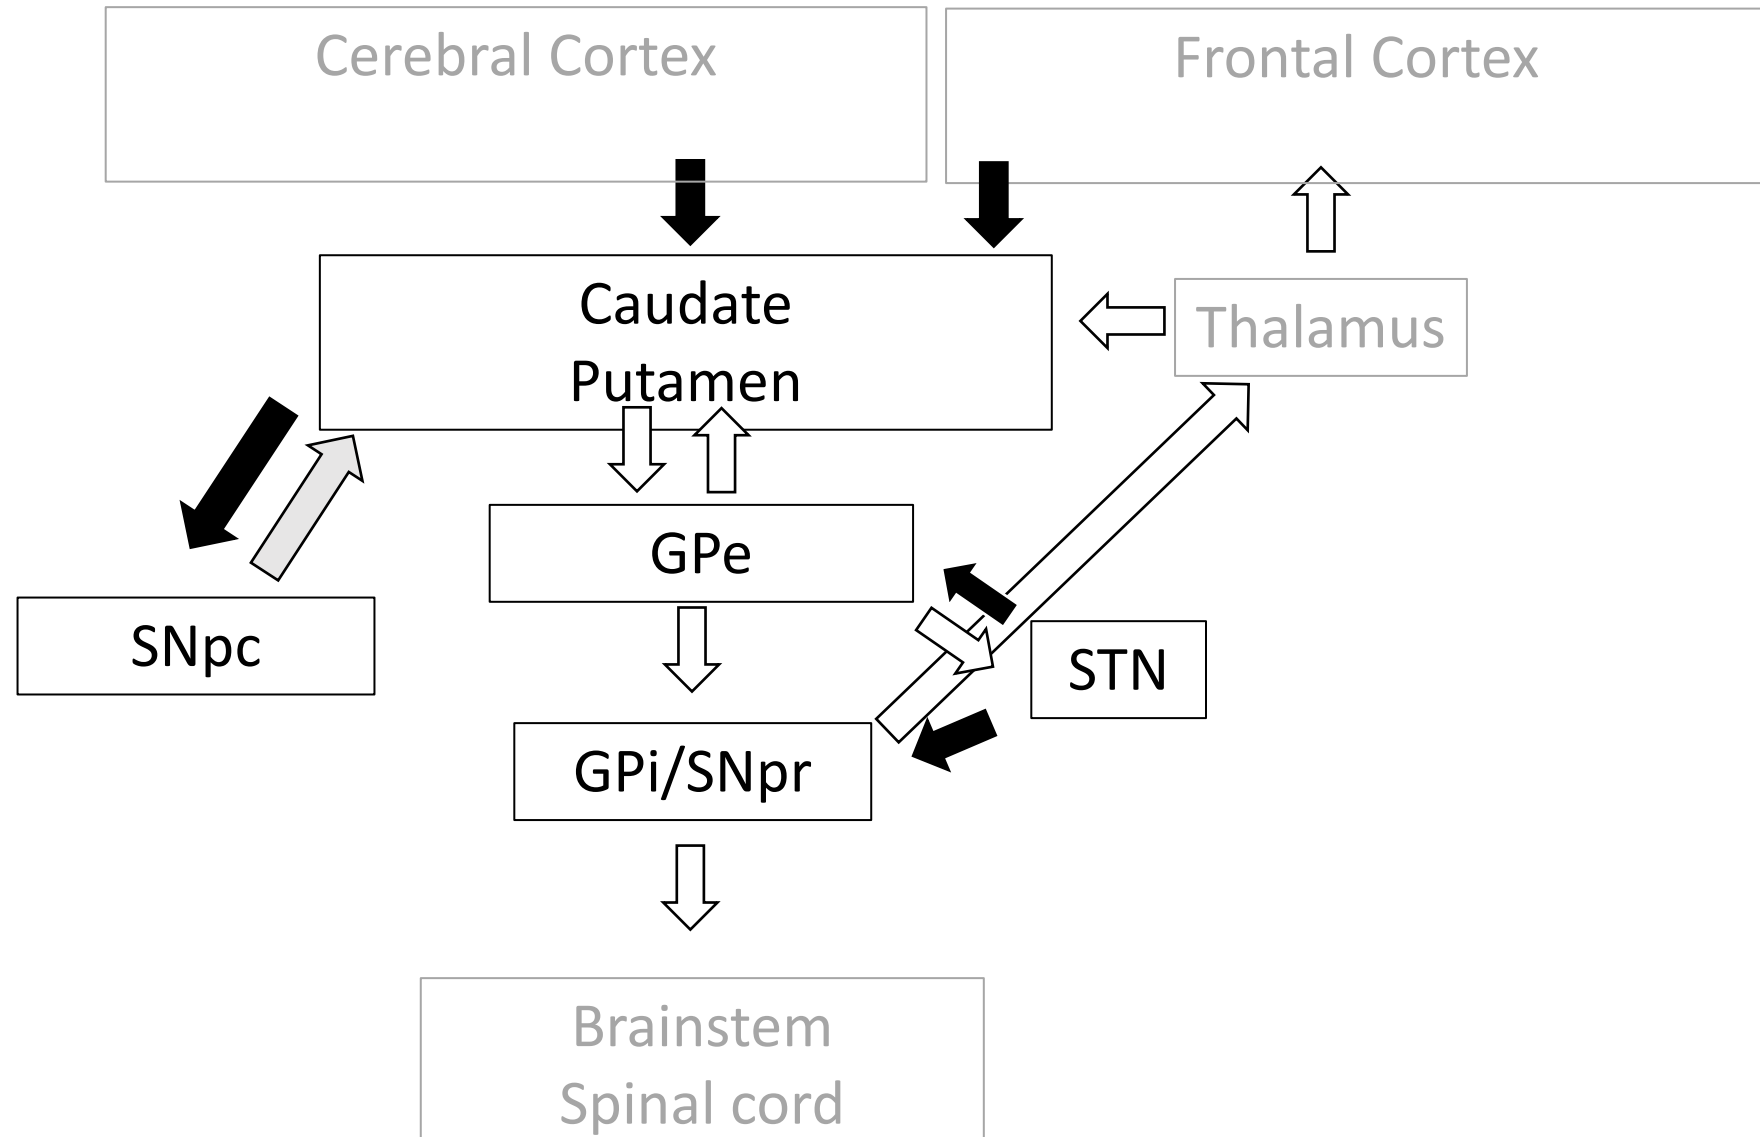 Cerebral Cortex
Frontal Cortex
Caudate
Putamen
Thalamus
GPe
SNpc
STN
GPi/SNpr
Brainstem
Spinal cord